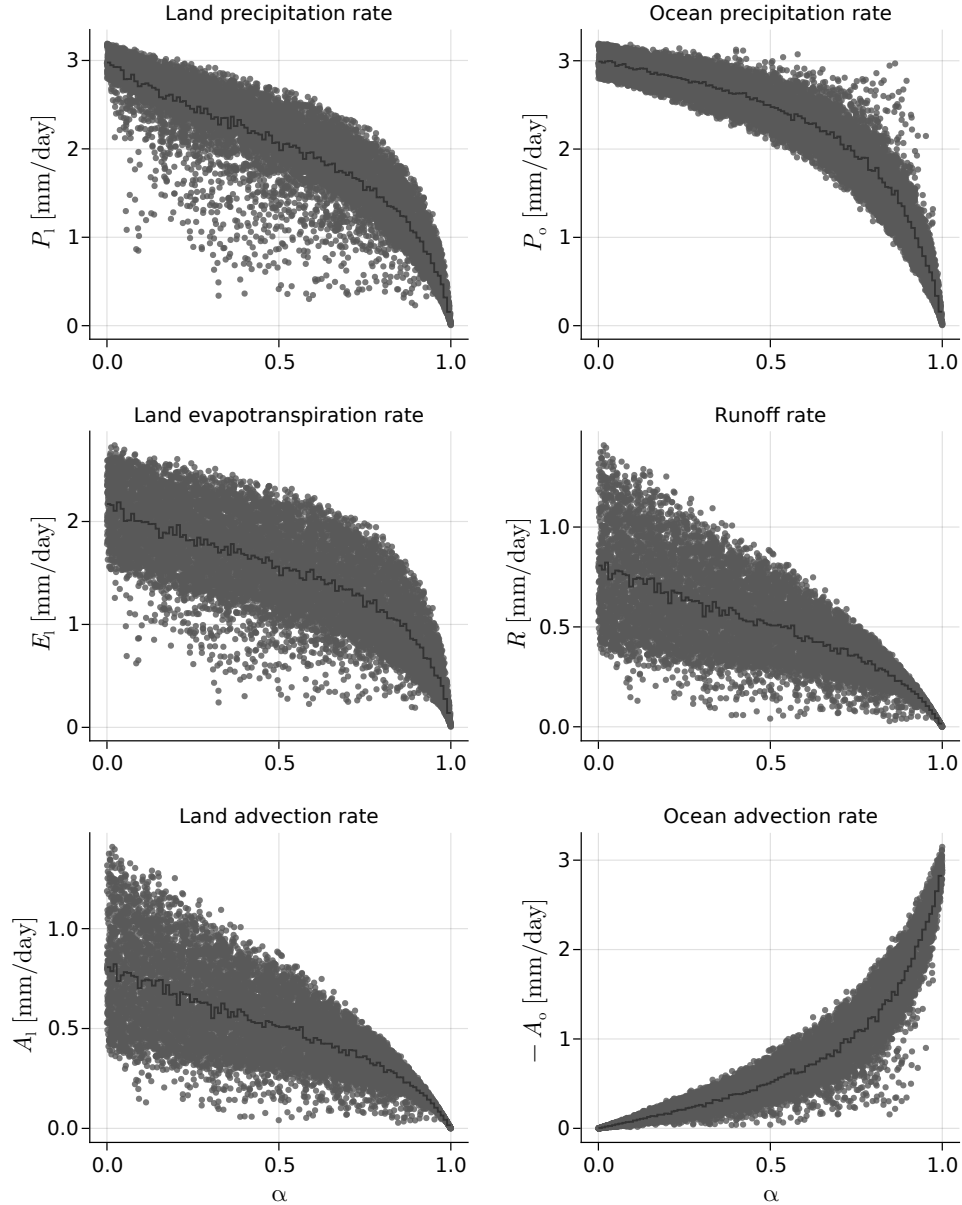 Land precipitation rate
P_l [mm/day]
3
2
1
0
0.0 0.5 1.0
Ocean precipitation rate
P_o [mm/day]
3
2
1
0
0.0 0.5 1.0
Land evapotranspiration rate
E_l [mm/day]
2
1
0
0.0 0.5 1.0
Runoff rate
R [mm/day]
1.0
0.5
0.0
0.0 0.5 1.0
Land advection rate
A_l [mm/day]
1.0
0.5
0.0
0.0 0.5 1.0
α
Ocean advection rate
− A_o [mm/day]
3
2
1
0
0.0 0.5 1.0
α